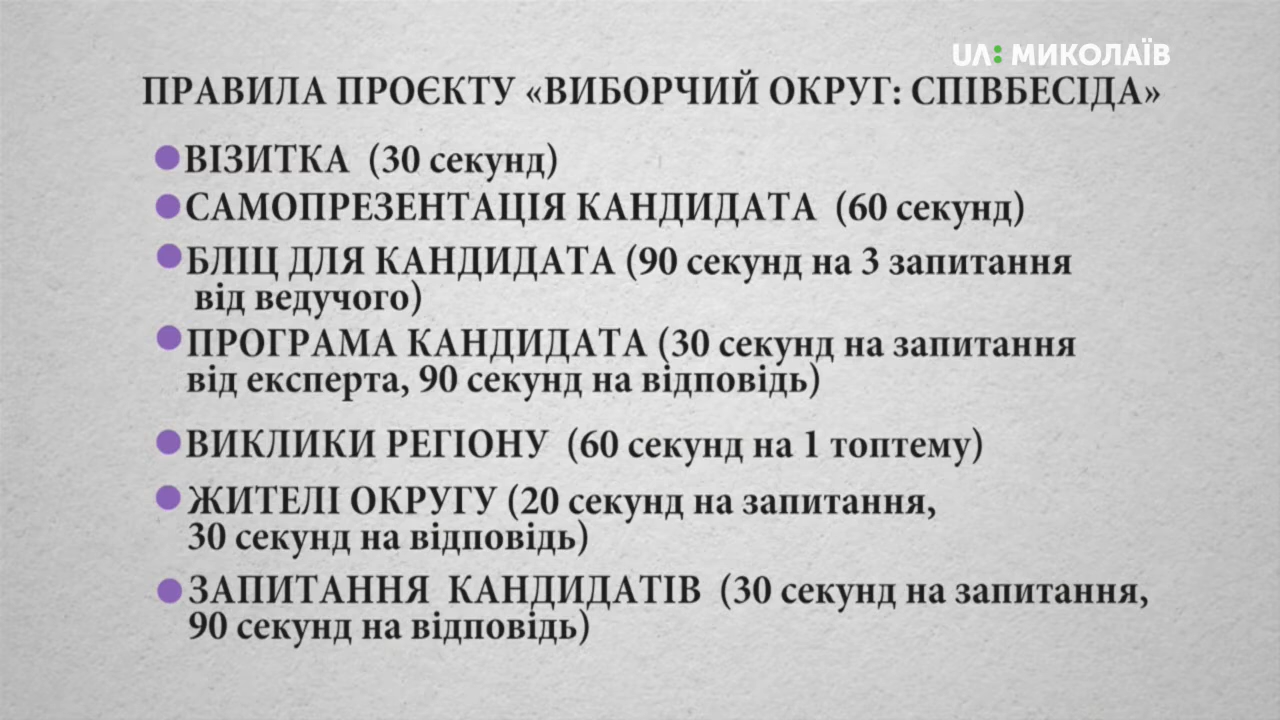 UA: МИКОЛАЇВ
ПРАВИЛА ПРОЄКТУ «ВИБОРЧИЙ ОКРУГ: СПІВБЕСІДА»
ВІЗИТКА (30 секунд)
САМОПРЕЗЕНТАЦІЯ КАНДИДАТА (60 секунд)
БЛІЦ ДЛЯ КАНДИДАТА (90 секунд на 3 запитання
від ведучого)
ПРОГРАМА КАНДИДАТА (30 секунд на запитання
від експерта, 90 секунд на відповідь)
ВИКЛИКИ РЕГІОНУ (60 секунд на 1 топтему)
ЖИТЕЛІ ОКРУГУ (20 секунд на запитання,
30 секунд на відповідь)
ЗАПИТАННЯ КАНДИДАТІВ (30 секунд на запитання,
90 секунд на відповідь)